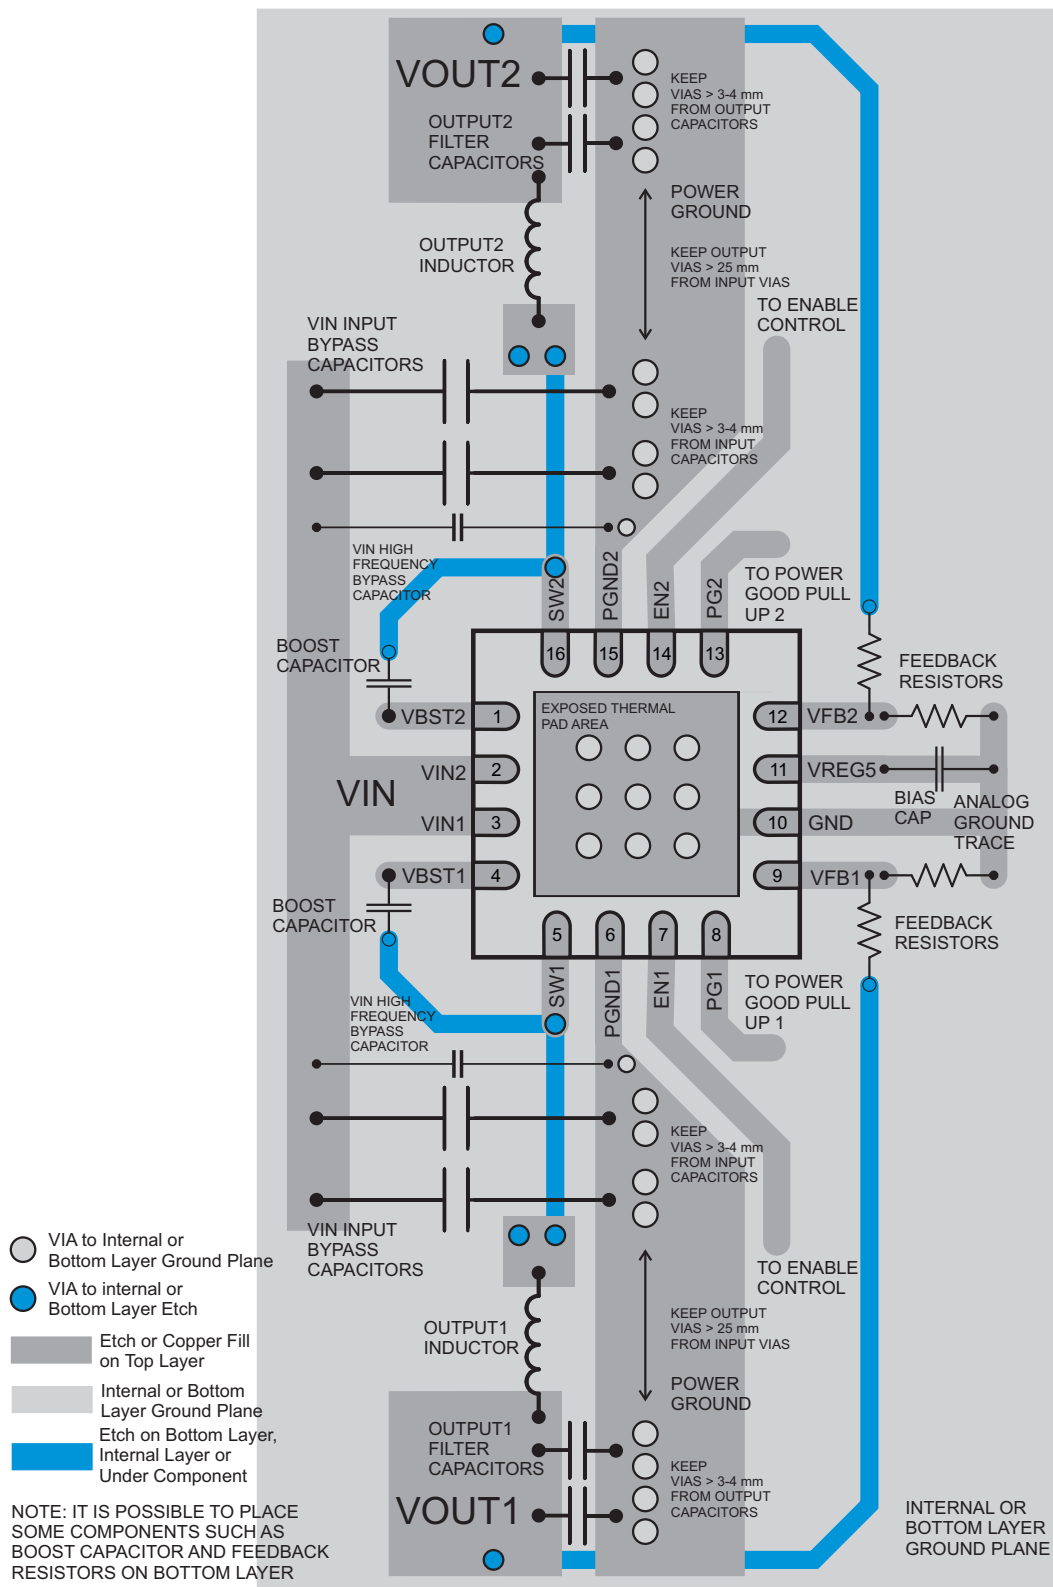 VOUT2
OUTPUT2
FILTER
CAPACITORS
KEEP
VIAS > 3-4 mm
FROM OUTPUT
CAPACITORS
POWER
GROUND
OUTPUT2
INDUCTOR
KEEP OUTPUT
VIAS > 25 mm
FROM INPUT VIAS
TO ENABLE
CONTROL
VIN INPUT
BYPASS
CAPACITORS
KEEP
VIAS > 3-4 mm
FROM INPUT
CAPACITORS
VIN HIGH
FREQUENCY
BYPASS
CAPACITOR
SW2
PGND2
EN2
PG2
TO POWER
GOOD PULL
UP 2
BOOST
CAPACITOR
16
15
14
13
FEEDBACK
RESISTORS
VBST2
1
EXPOSED THERMAL
PAD AREA
12
VFB2
VIN2
2
11
VREG5
VIN
BIAS
CAP
ANALOG
GROUND
TRACE
VIN1
3
10
GND
VBST1
4
9
VFB1
BOOST
CAPACITOR
5
6
7
8
FEEDBACK
RESISTORS
SW1
PGND1
EN1
PG1
TO POWER
GOOD PULL
UP 1
VIN HIGH
FREQUENCY
BYPASS
CAPACITOR
KEEP
VIAS > 3-4 mm
FROM INPUT
CAPACITORS
VIN INPUT
BYPASS
CAPACITORS
TO ENABLE
CONTROL
OUTPUT1
INDUCTOR
KEEP OUTPUT
VIAS > 25 mm
FROM INPUT VIAS
POWER
GROUND
OUTPUT1
FILTER
CAPACITORS
KEEP
VIAS > 3-4 mm
FROM OUTPUT
CAPACITORS
VOUT1
INTERNAL OR
BOTTOM LAYER
GROUND PLANE
VIA to Internal or
Bottom Layer Ground Plane
VIA to internal or
Bottom Layer Etch
Etch or Copper Fill
on Top Layer
Internal or Bottom
Layer Ground Plane
Etch on Bottom Layer,
Internal Layer or
Under Component
NOTE: IT IS POSSIBLE TO PLACE
SOME COMPONENTS SUCH AS
BOOST CAPACITOR AND FEEDBACK
RESISTORS ON BOTTOM LAYER